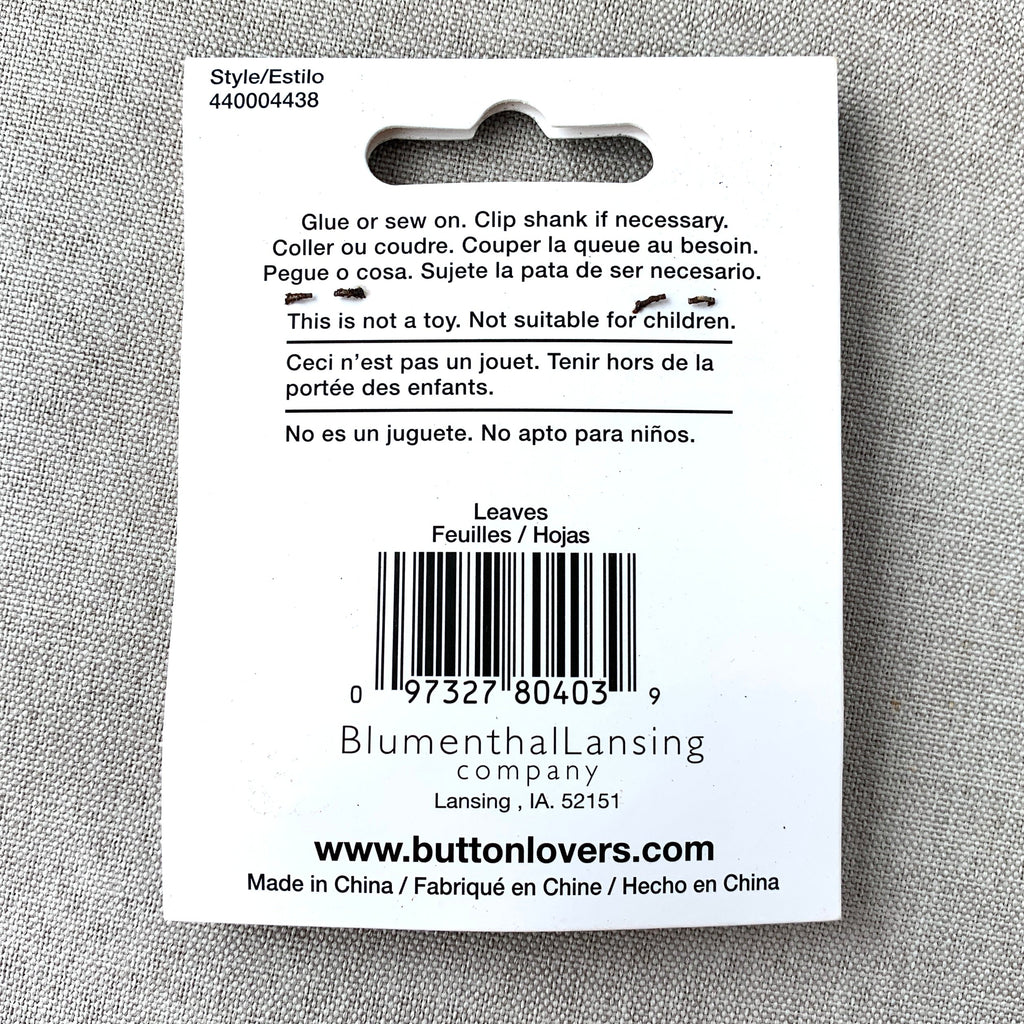 Style/Estilo
440004438
Glue or sew on. Clip shank if necessary.
Coller ou coudre. Couper la queue au besoin.
Pegue o cosa. Sujete la pata de ser necesario.
This is not a toy. Not suitable for children.
Ceci n'est pas un jouet. Tenir hors de la
portée des enfants.
No es un juguete. No apto para niños.
Leaves
Feuilles / Hojas
0 97327 80403 9
BlumenthalLansing
company
Lansing , IA. 52151
www.buttonlovers.com
Made in China / Fabriqué en Chine / Hecho en China